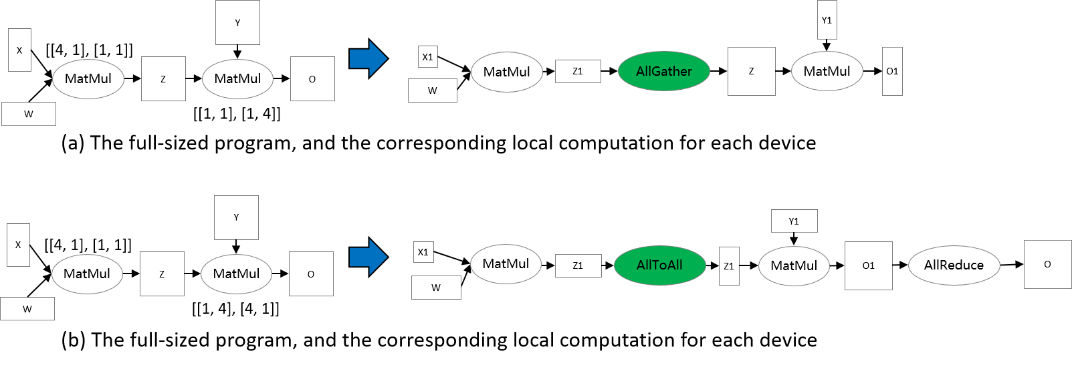 Y
Y1
X
[[4, 1], [1, 1]]
MatMul
Z
MatMul
O
X1
MatMul
Z1
AllGather
Z
MatMul
O1
W
W
[[1, 1], [1, 4]]
(a) The full-sized program, and the corresponding local computation for each device
Y
Y1
X
[[4, 1], [1, 1]]
MatMul
Z
MatMul
O
X1
MatMul
Z1
AllToAll
Z1
MatMul
O1
AllReduce
O
W
W
[[1, 4], [4, 1]]
(b) The full-sized program, and the corresponding local computation for each device